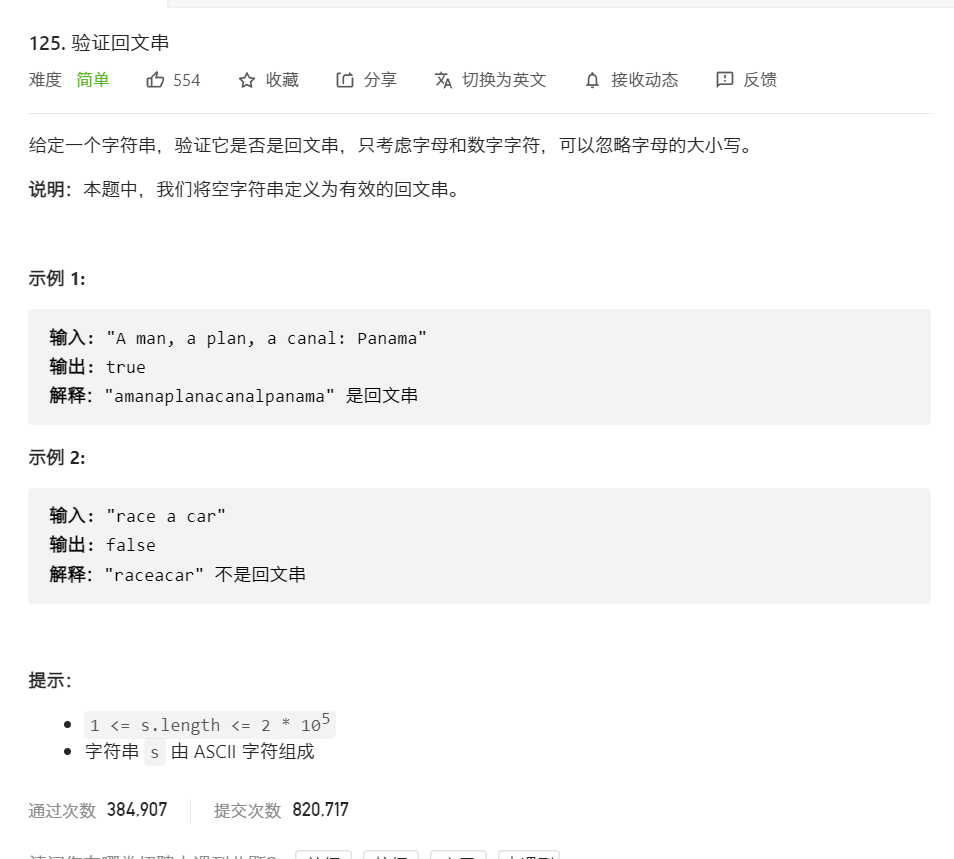 125. 验证回文串
难度 简单 554 收藏 分享 切换为英文 接收动态 反馈
给定一个字符串，验证它是否是回文串，只考虑字母和数字字符，可以忽略字母的大小写。
说明：本题中，我们将空字符串定义为有效的回文串。
示例 1:
输入: "A man, a plan, a canal: Panama"
输出: true
解释："amanaplanacanalpanama" 是回文串
示例 2:
输入: "race a car"
输出: false
解释："raceacar" 不是回文串
提示：
1 <= s.length <= 2 * 10⁵
字符串 s 由 ASCII 字符组成
通过次数 384,907 提交次数 820,717